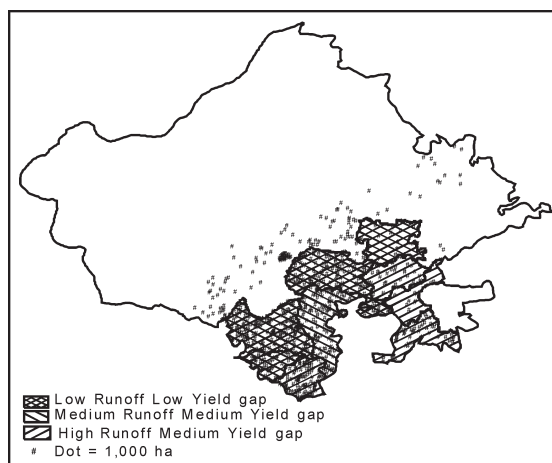 Low Runoff Low Yield gap
Medium Runoff Medium Yield gap
High Runoff Medium Yield gap
# Dot = 1,000 ha